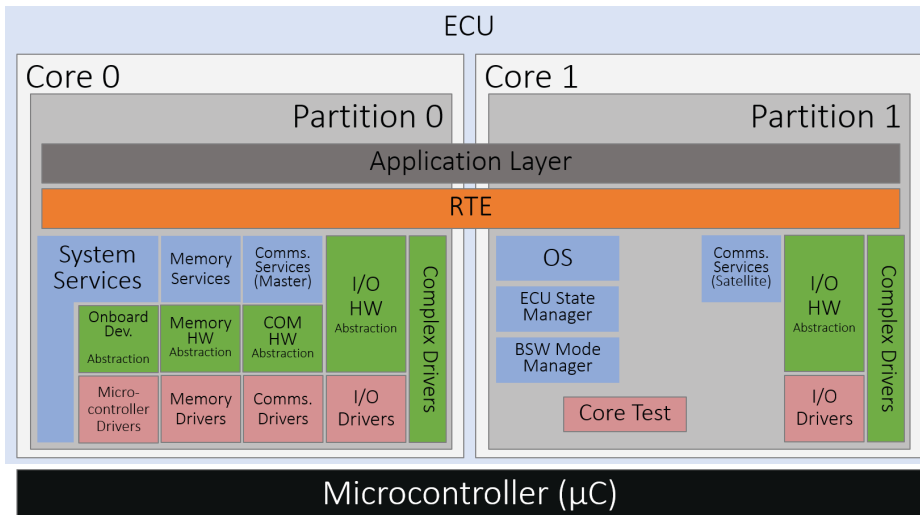 ECU
Core 0
Core 1
Partition 0
Partition 1
Application Layer
RTE
System
Services
Memory
Services
Comms.
Services
(Master)
I/O
HW
Abstraction
Complex Drivers
Onboard
Dev.
Abstraction
Memory
HW
Abstraction
COM
HW
Abstraction
Micro-
controller
Drivers
Memory
Drivers
Comms.
Drivers
I/O
Drivers
OS
ECU State
Manager
BSW Mode
Manager
Core Test
Comms.
Services
(Satellite)
I/O
HW
Abstraction
I/O
Drivers
Complex Drivers
Microcontroller (µC)